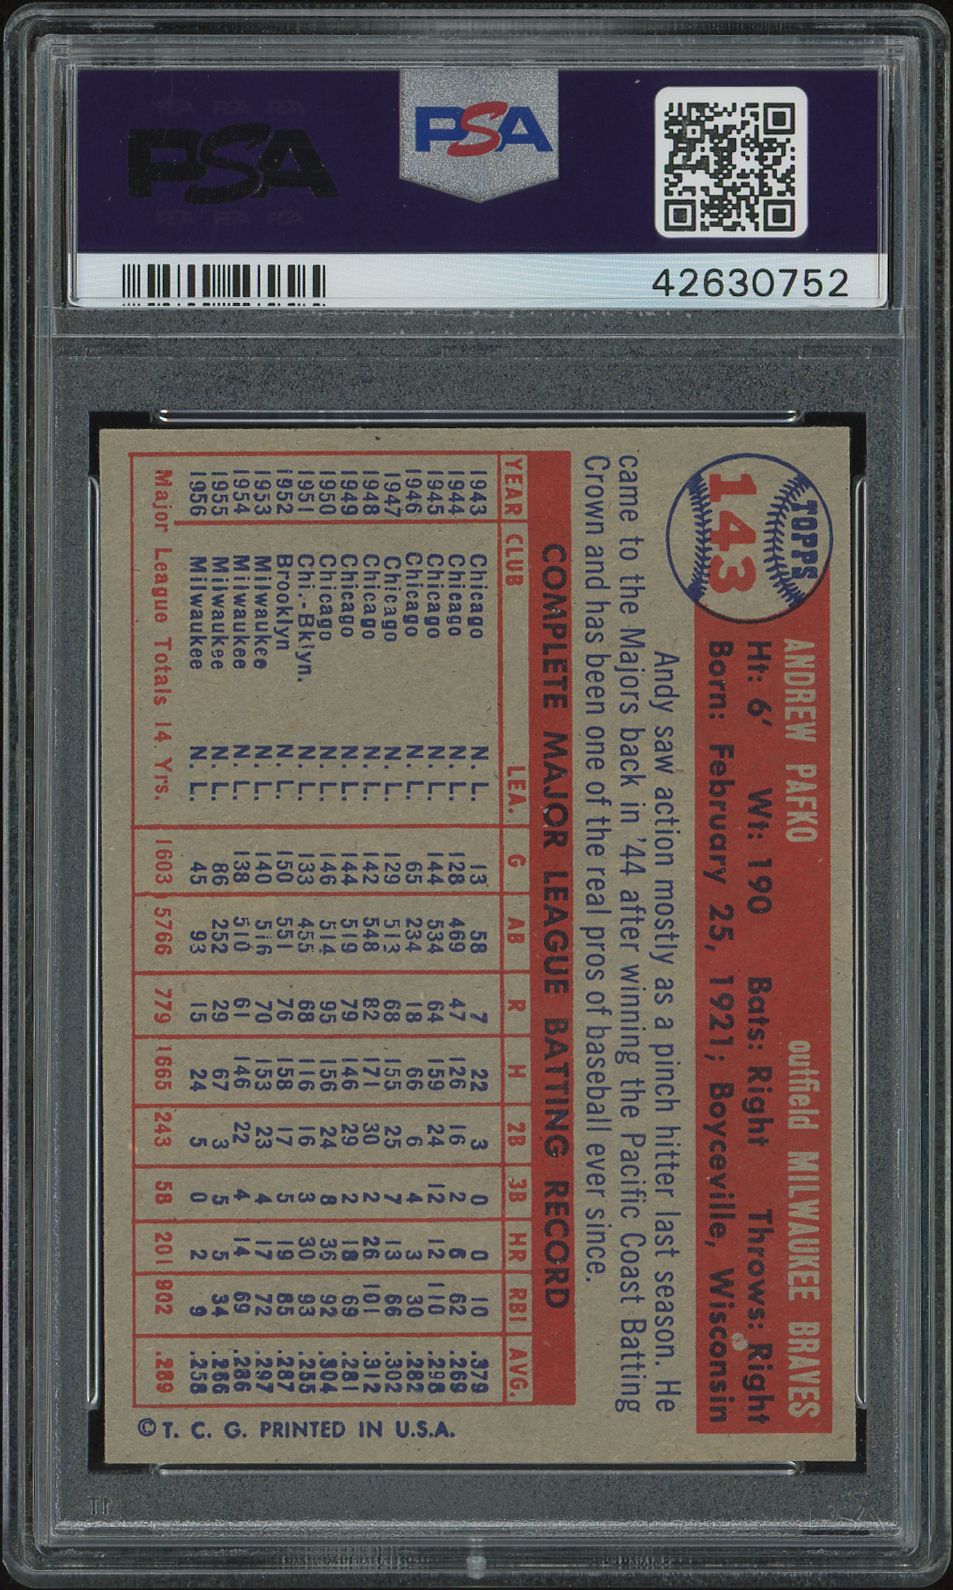 PSA
PSA
42630752
TOPPS
143
ANDREW PAFKO outfield MILWAUKEE BRAVES
Ht: 6' Wt: 190 Bats: Right Throws: Right
Born: February 25, 1921; Boyceville, Wisconsin
Andy saw action mostly as a pinch hitter last season. He
came to the Majors back in '44 after winning the Pacific Coast Batting
Crown and has been one of the real pros of baseball ever since.
COMPLETE MAJOR LEAGUE BATTING RECORD
YEAR CLUB LEA. G AB R H 2B 3B HR RBI AVG.
1943 Chicago N. L. 13 58 7 22 3 0 0 10 .379
1944 Chicago N. L. 128 469 47 126 16 2 6 62 .269
1945 Chicago N. L. 144 534 64 159 24 12 12 110 .298
1946 Chicago N. L. 65 234 18 66 6 4 3 30 .282
1947 Chicago N. L. 129 513 68 155 25 7 13 66 .302
1948 Chicago N. L. 142 548 82 171 30 2 26 101 .312
1949 Chicago N. L. 144 519 79 146 29 2 18 69 .281
1950 Chicago N. L. 146 514 95 156 24 8 36 92 .304
1951 Chi.-Bklyn. N. L. 133 455 68 116 16 3 30 93 .255
1952 Brooklyn N. L. 150 551 76 158 17 5 19 85 .287
1953 Milwaukee N. L. 140 516 70 153 23 4 17 72 .297
1954 Milwaukee N. L. 138 510 61 146 22 4 14 69 .286
1955 Milwaukee N. L. 86 252 29 67 3 5 5 34 .266
1956 Milwaukee N. L. 45 93 15 24 5 0 2 9 .258
Major League Totals 14 Yrs. 1603 5766 779 1665 243 58 201 902 .289
© T. C. G. PRINTED IN U.S.A.